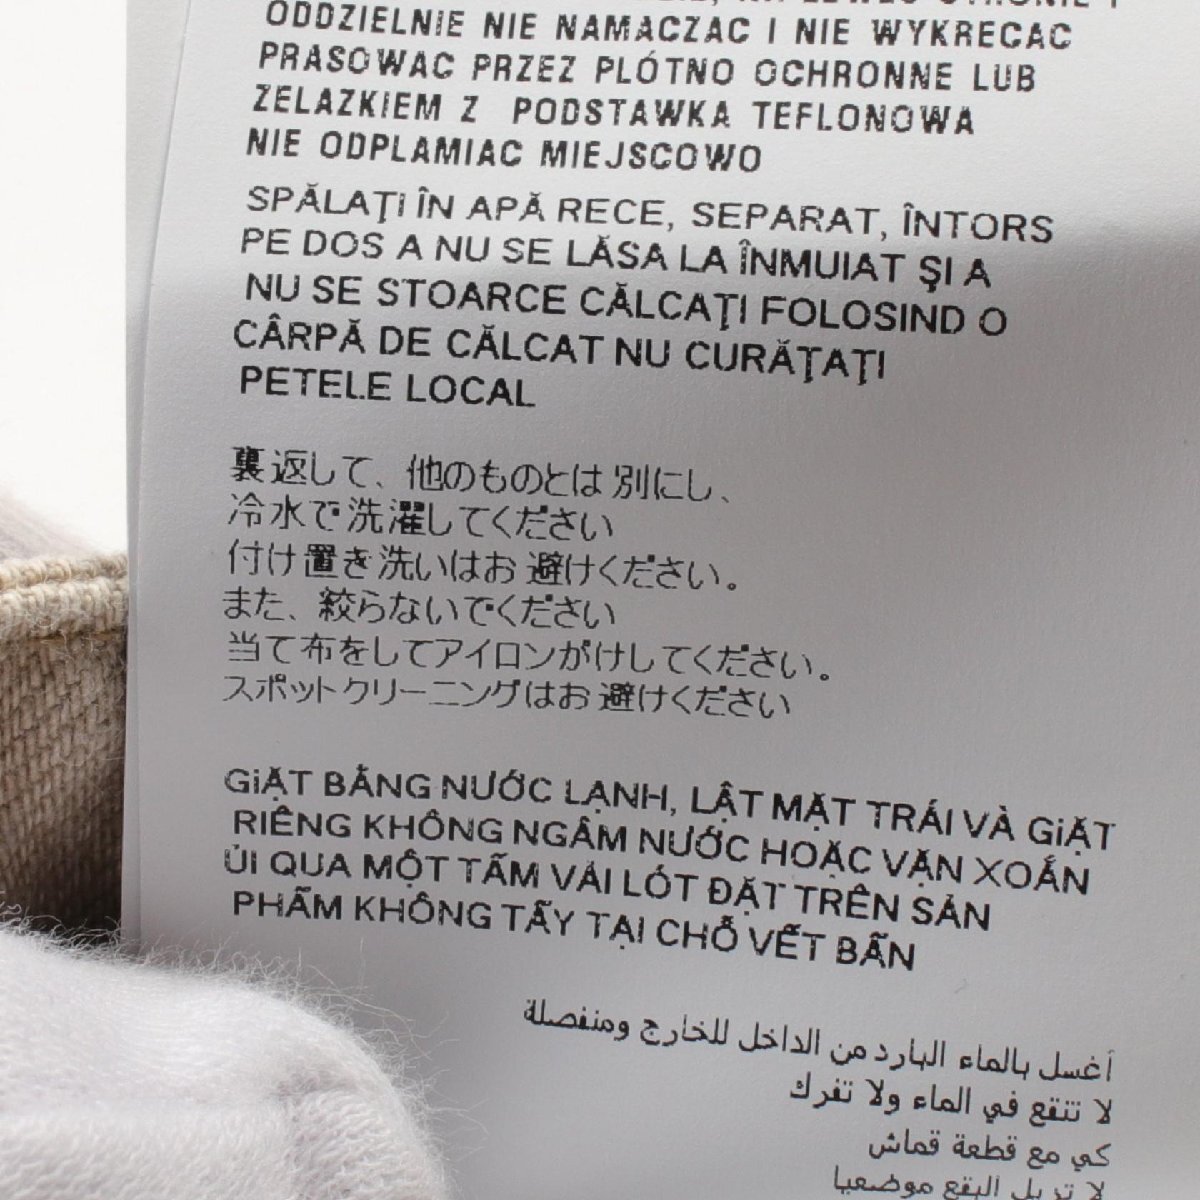 ODDZIELNIE NIE NAMACZAC I NIE WYKRECAC
PRASOWAC PRZEZ PLÓTNO OCHRONNE LUB
ZELAZKIEM Z PODSTAWKA TEFLONOWA
NIE ODPLAMIAC MIEJSCOWO
SPĂLAŢI ÎN APĂ RECE, SEPARAT, ÎNTORS
PE DOS A NU SE LĂSA LA ÎNMUIAT ŞI A
NU SE STOARCE CĂLCAŢI FOLOSIND O
CÂRPĂ DE CĂLCAT NU CURĂŢAŢI
PETELE LOCAL
裏返して、他のものとは別にし、
冷水で洗濯してください
付け置き洗いはお避けください。
また、絞らないでください
当て布をしてアイロンがけしてください。
スポットクリーニングはお避けください
GiẶT BẰNG NƯỚC LẠNH, LẬT MẶT TRÁI VÀ GiẶT
RIÊNG KHÔNG NGÂM NƯỚC HOẶC VẶN XOẮN
ỦI QUA MỘT TẤM VẢI LÓT ĐẶT TRÊN SẢN
PHẨM KHÔNG TẨY TẠI CHỖ VẾT BẨN
أغسل بالماء البارد من الداخل للخارج ومنفصلة
لا تنقع في الماء ولا تفرك
كي مع قطعة قماش
لا تزيل البقع موضعيا